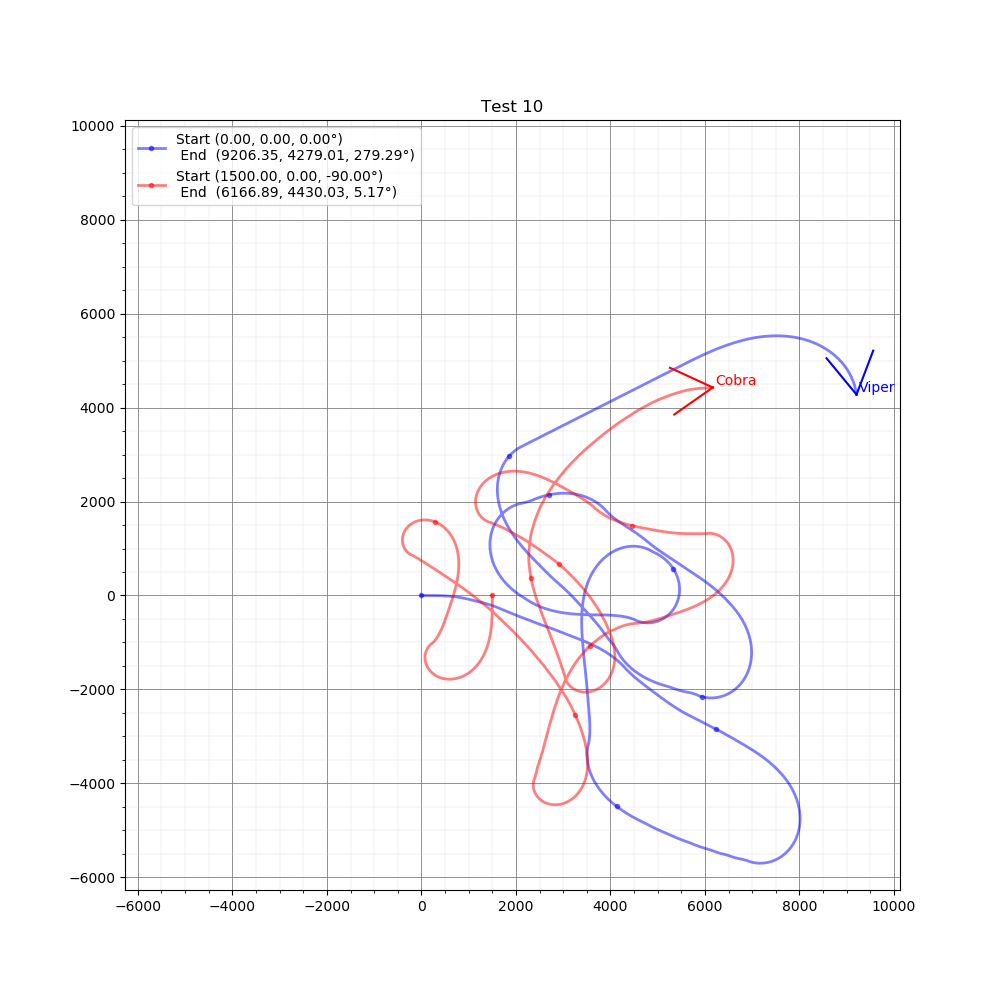 Test 10
Start (0.00, 0.00, 0.00°)
End (9206.35, 4279.01, 279.29°)
Start (1500.00, 0.00, -90.00°)
End (6166.89, 4430.03, 5.17°)
10000
8000
6000
4000
2000
0
−2000
−4000
−6000
Cobra
Viper
−6000 −4000 −2000 0 2000 4000 6000 8000 10000